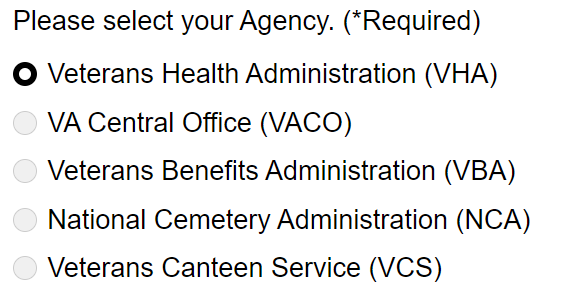 Please select your Agency. (*Required)
Veterans Health Administration (VHA)
VA Central Office (VACO)
Veterans Benefits Administration (VBA)
National Cemetery Administration (NCA)
Veterans Canteen Service (VCS)